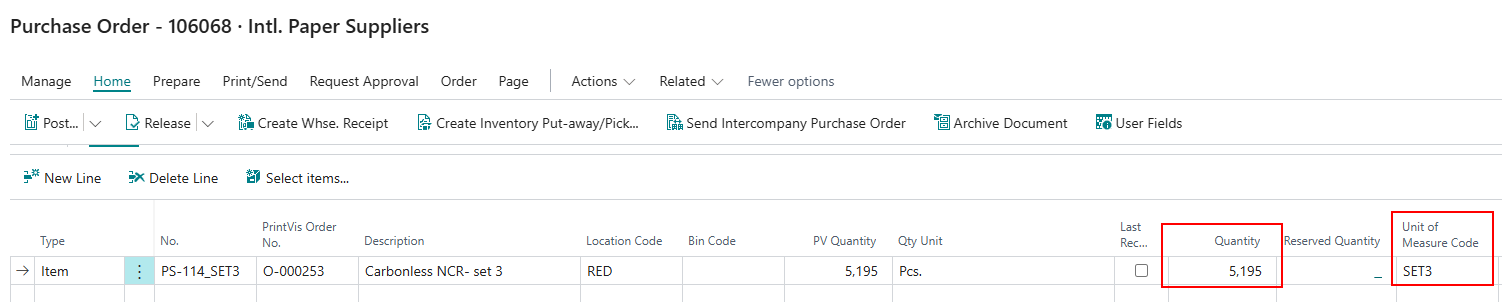 Purchase Order - 106068 · Intl. Paper Suppliers
Manage Home Prepare Print/Send Request Approval Order Page Actions Related Fewer options
Post... Release Create Whse. Receipt Create Inventory Put-away/Pick... Send Intercompany Purchase Order Archive Document User Fields
New Line Delete Line Select items...
PrintVis Order Last Unit of
Type No. No. Description Location Code Bin Code PV Quantity Qty Unit Rec... Quantity Reserved Quantity Measure Code
Item PS-114_SET3 O-000253 Carbonless NCR- set 3 RED 5,195 Pcs. 5,195 _ SET3